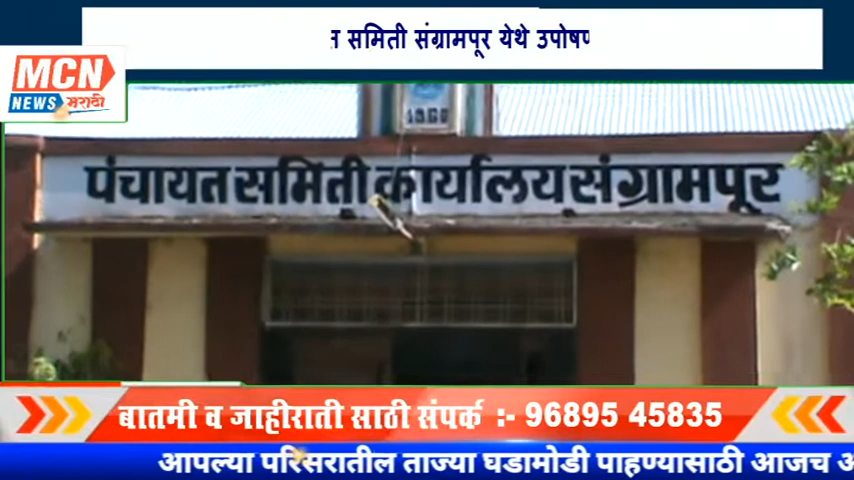 समिती संग्रामपूर येथे
MCN
NEWS मराठी
पंचायत समिती कार्यालय संग्रामपूर
बातमी व जाहीराती साठी संपर्क :- 96895 45835
आपल्या परिसरातील ताज्या घडामोडी पाहण्यासाठी आजच